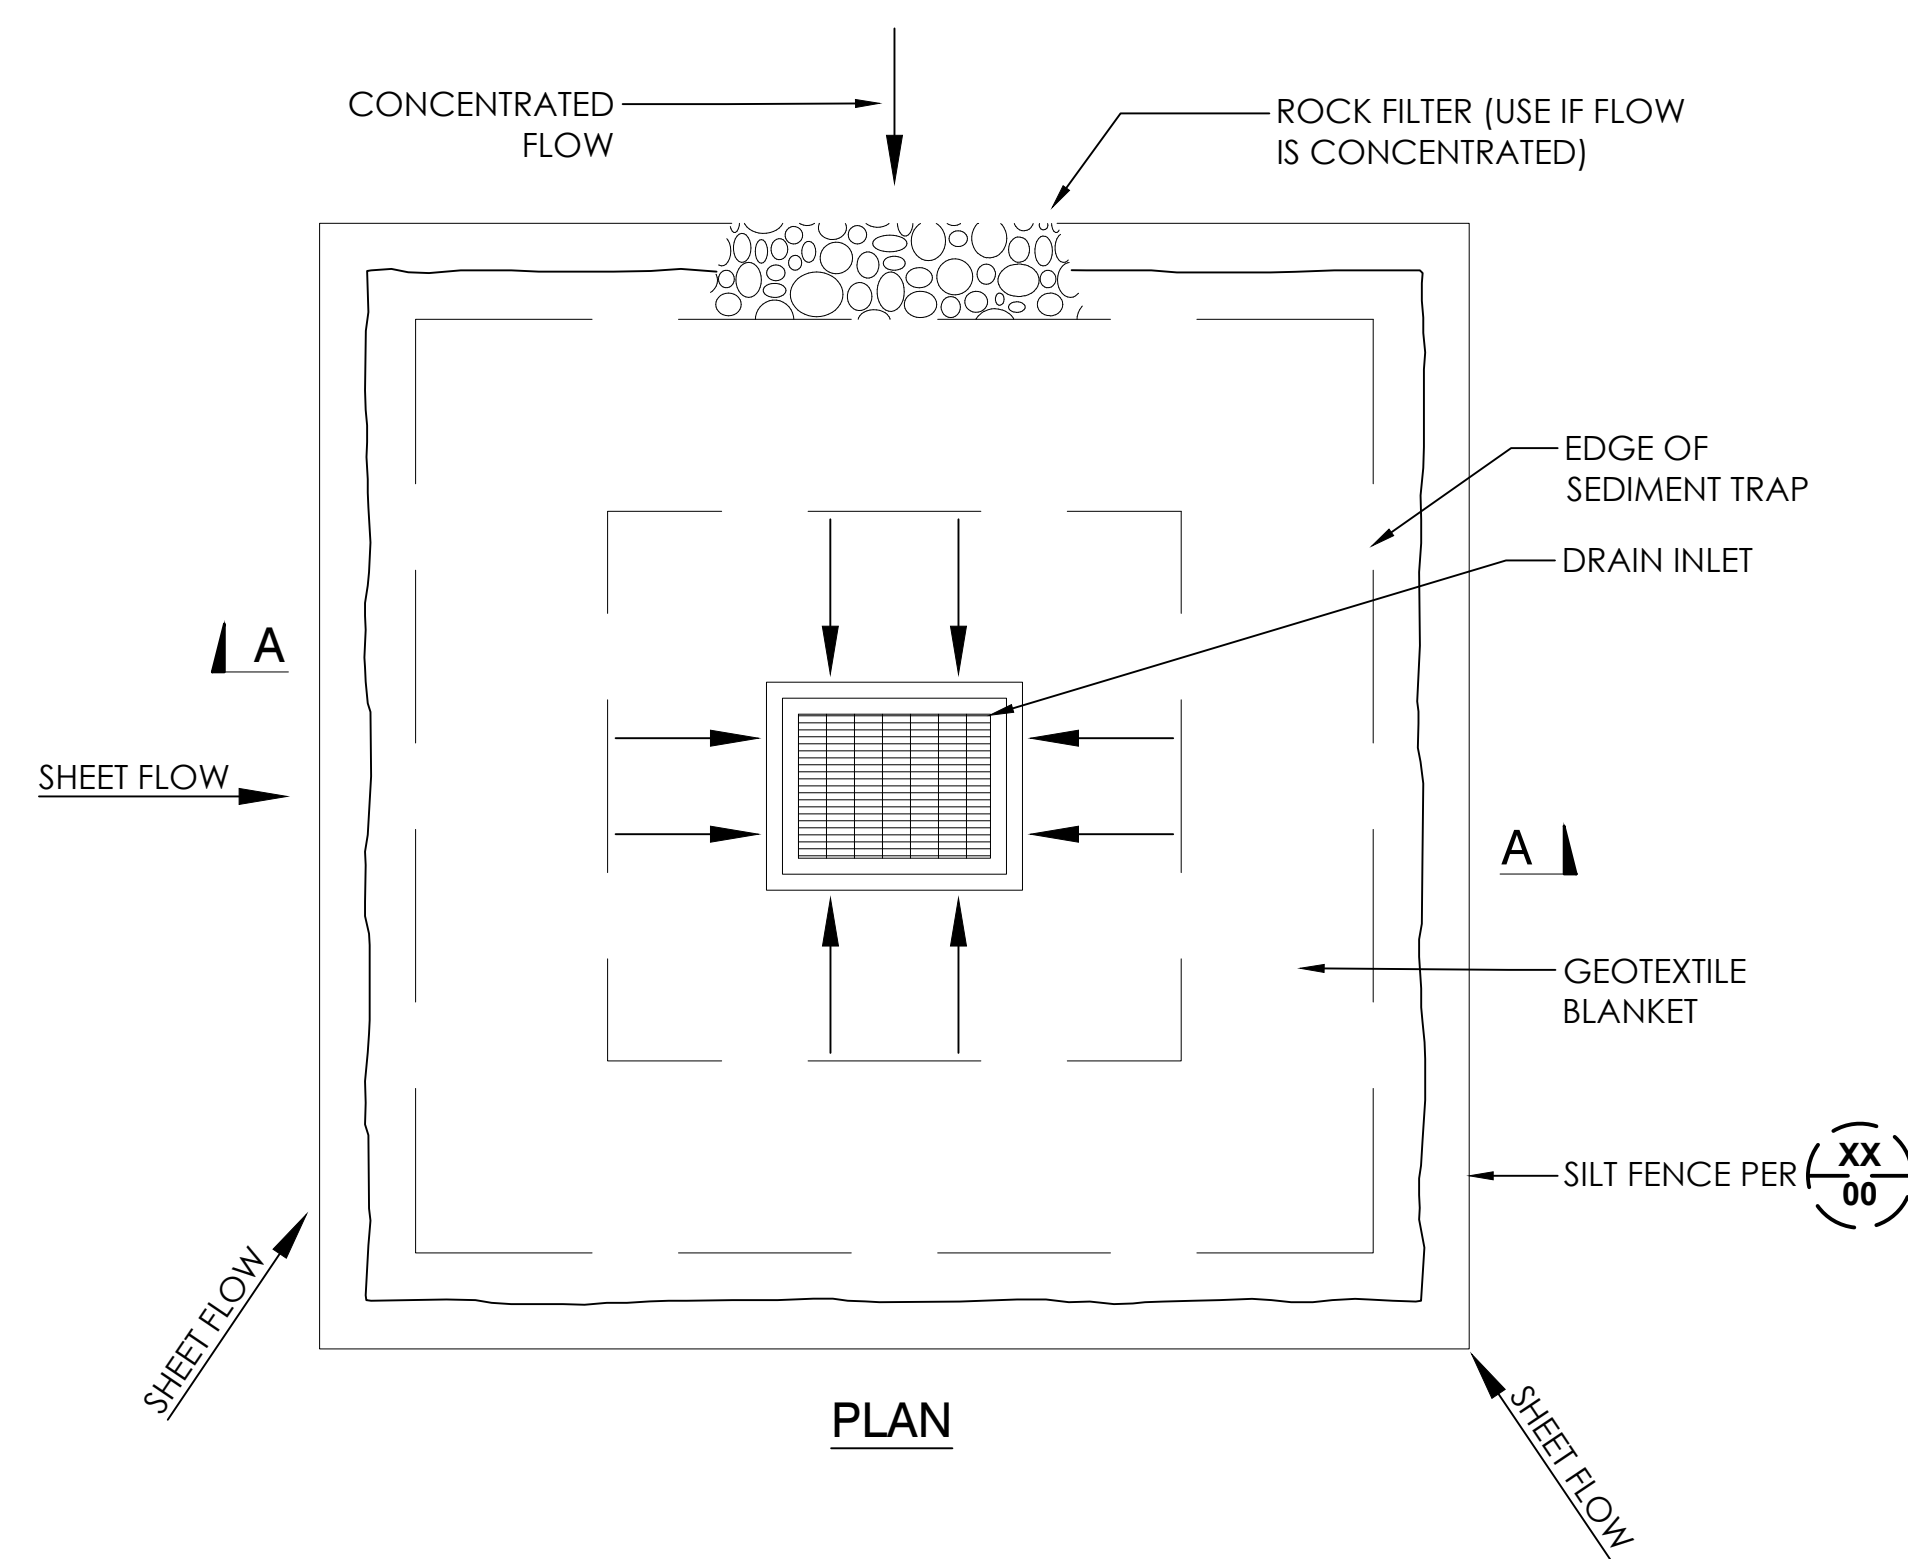 CONCENTRATED
FLOW
ROCK FILTER (USE IF FLOW
IS CONCENTRATED)
EDGE OF
SEDIMENT TRAP
DRAIN INLET
A
SHEET FLOW
A
GEOTEXTILE
BLANKET
SILT FENCE PER
XX
00
SHEET FLOW
PLAN
SHEET FLOW